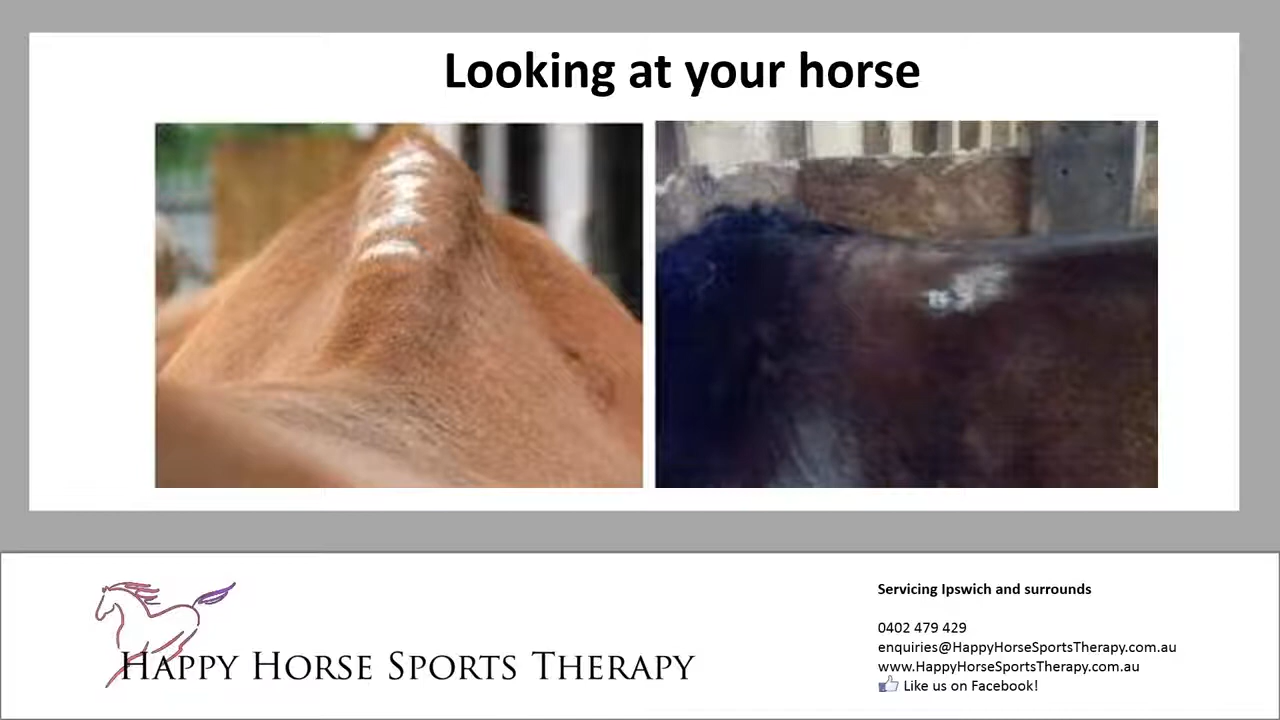 Looking at your horse
HAPPY HORSE SPORTS THERAPY
Servicing Ipswich and surrounds
0402 479 429
enquiries@HappyHorseSportsTherapy.com.au
www.HappyHorseSportsTherapy.com.au
Like us on Facebook!